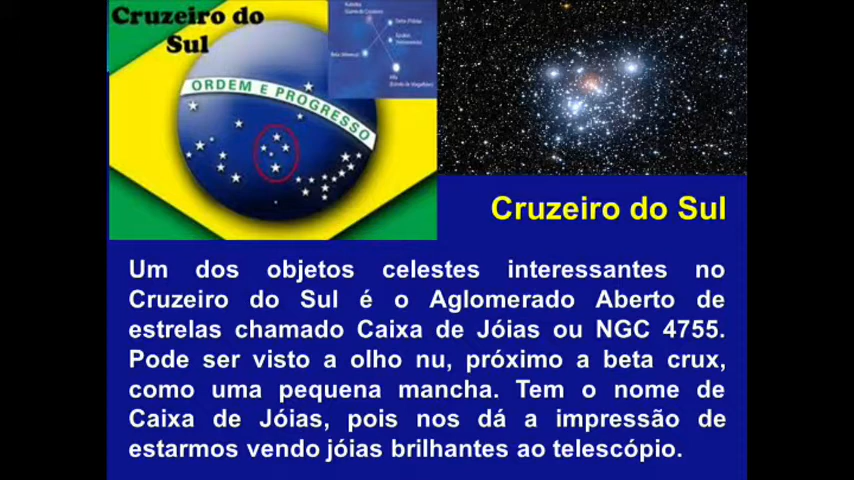 Cruzeiro do
Sul
ORDEM E PROGRESSO
Cruzeiro do Sul
Um dos objetos celestes interessantes no
Cruzeiro do Sul é o Aglomerado Aberto de
estrelas chamado Caixa de Jóias ou NGC 4755.
Pode ser visto a olho nu, próximo a beta crux,
como uma pequena mancha. Tem o nome de
Caixa de Jóias, pois nos dá a impressão de
estarmos vendo jóias brilhantes ao telescópio.